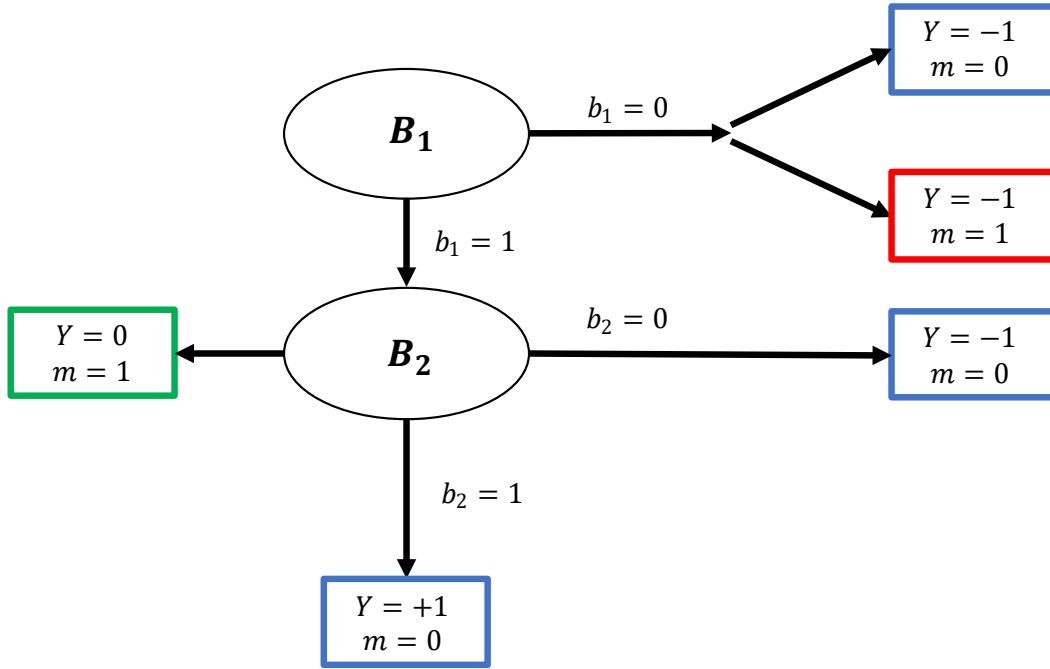 Y = −1
m = 0
b₁ = 0
B₁
Y = −1
m = 1
b₁ = 1
b₂ = 0
Y = 0
m = 1
B₂
Y = −1
m = 0
b₂ = 1
Y = +1
m = 0